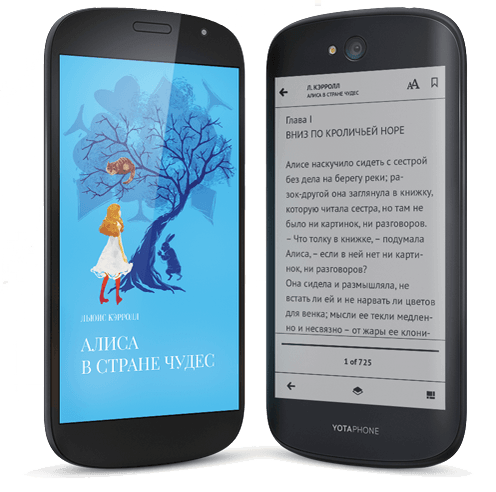 ЛЬЮИС КЭРРОЛЛ
АЛИСА
В СТРАНЕ ЧУДЕС
Л. КЭРРОЛЛ
АЛИСА В СТРАНЕ ЧУДЕС
AA
Глава I
ВНИЗ ПО КРОЛИЧЬЕЙ НОРЕ
Алисе наскучило сидеть с сестрой
без дела на берегу реки; ра-
зок-другой она заглянула в книжку,
которую читала сестра, но там не
было ни картинок, ни разговоров.
– Что толку в книжке, – подумала
Алиса, – если в ней нет ни карти-
нок, ни разговоров?
Она сидела и размышляла, не
встать ли ей и не нарвать ли цветов
для венка; мысли ее текли медлен-
но и несвязно – от жары ее клони-
1 of 725
YOTAPHONE